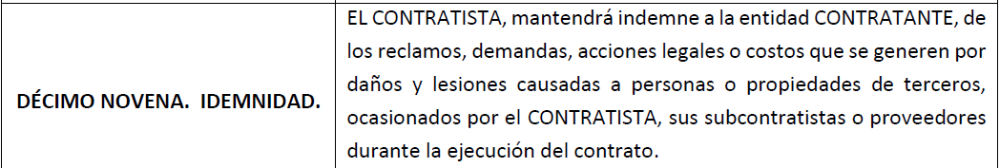 DÉCIMO NOVENA.  IDEMNIDAD.
EL CONTRATISTA, mantendrá indemne a la entidad CONTRATANTE, de
los reclamos, demandas, acciones legales o costos que se generen por
daños y lesiones causadas a personas o propiedades de terceros,
ocasionados por el CONTRATISTA, sus subcontratistas o proveedores
durante la ejecución del contrato.